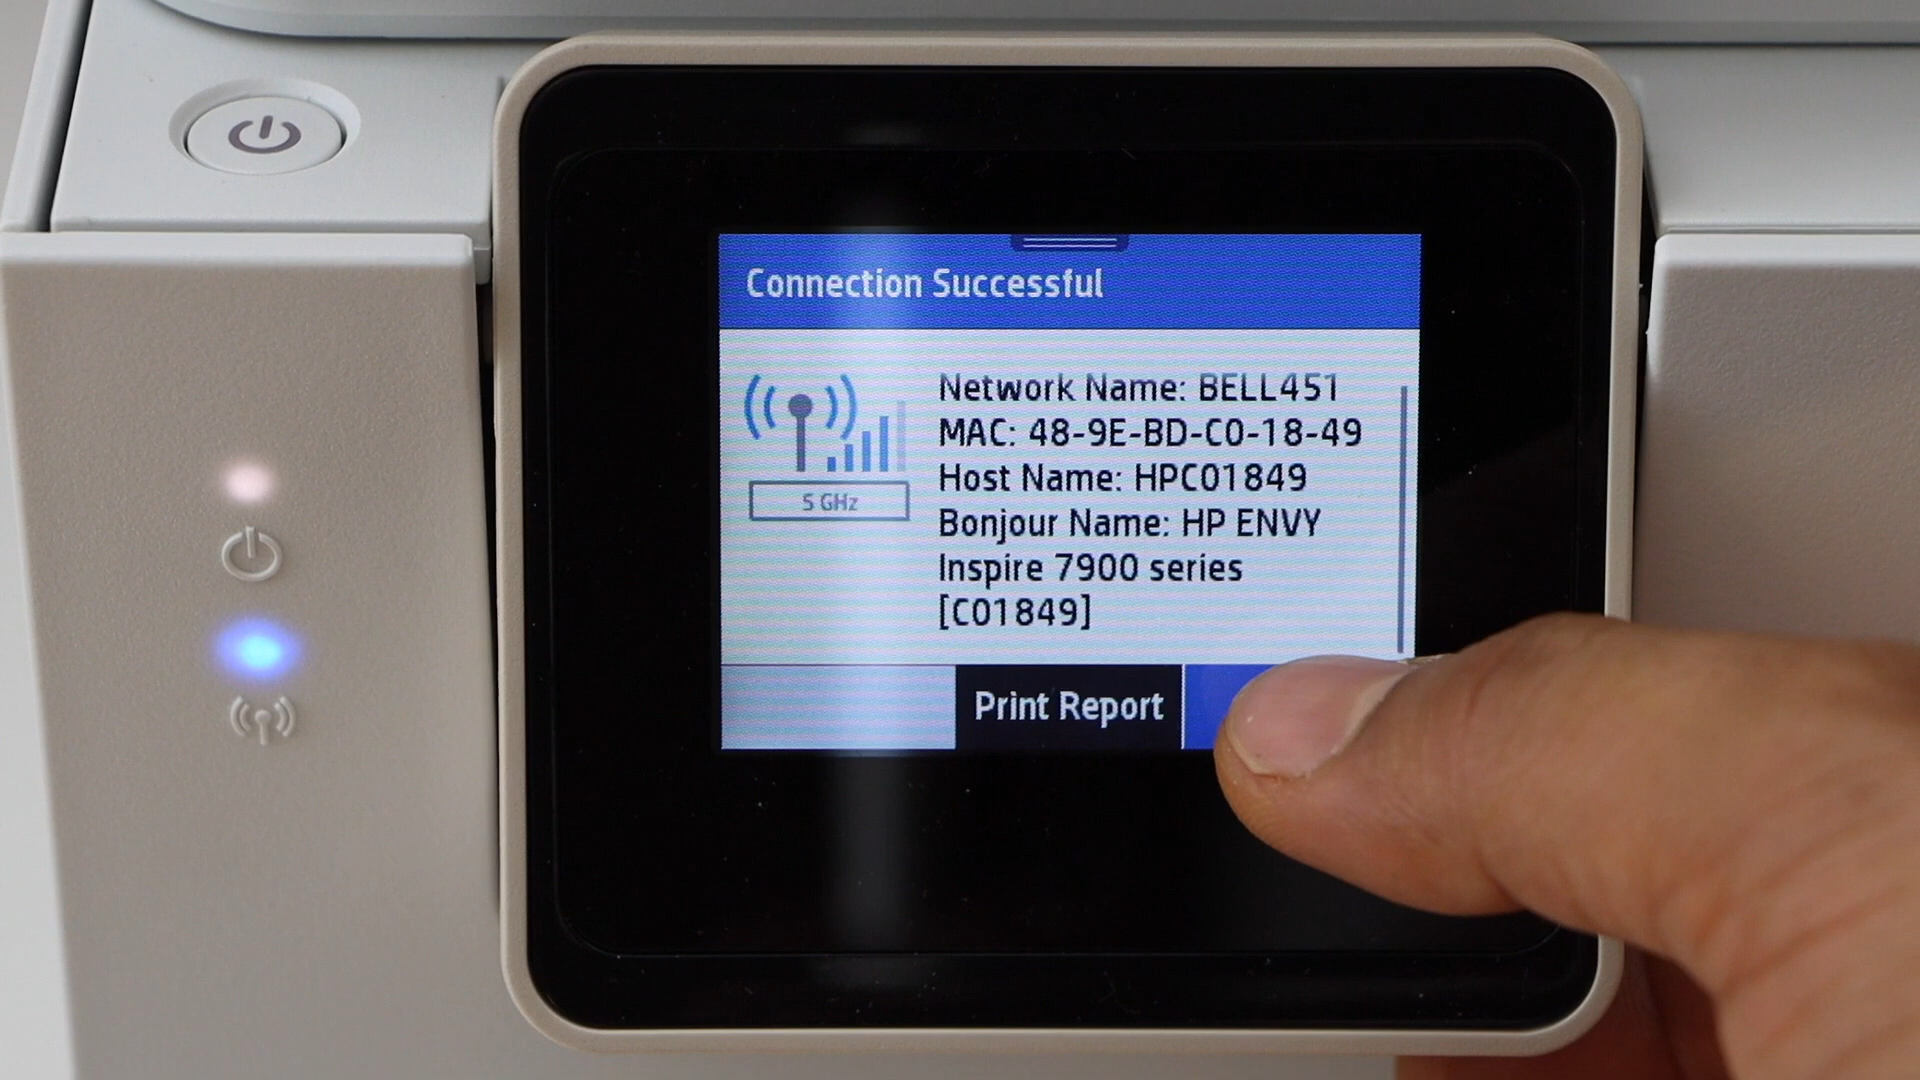 Connection Successful
Network Name: BELL451
MAC: 48-9E-BD-C0-18-49
Host Name: HPC01849
Bonjour Name: HP ENVY
Inspire 7900 series
[C01849]
5 GHz
Print Report